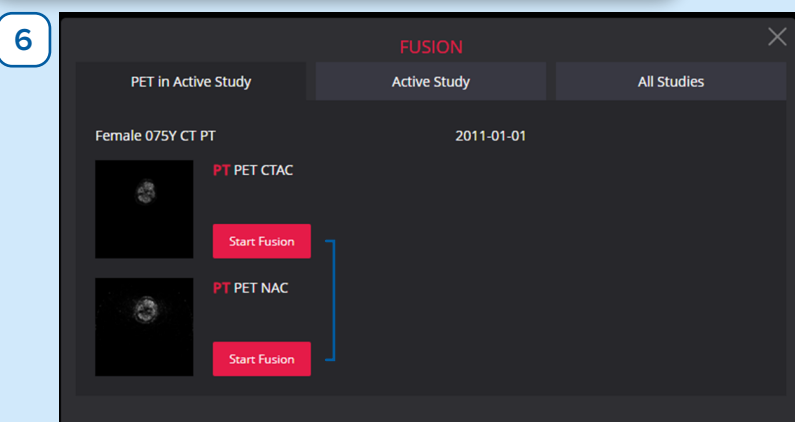 6
FUSION
PET in Active Study
Active Study
All Studies
Female 075Y CT PT
2011-01-01
PT PET CTAC
Start Fusion
PT PET NAC
Start Fusion